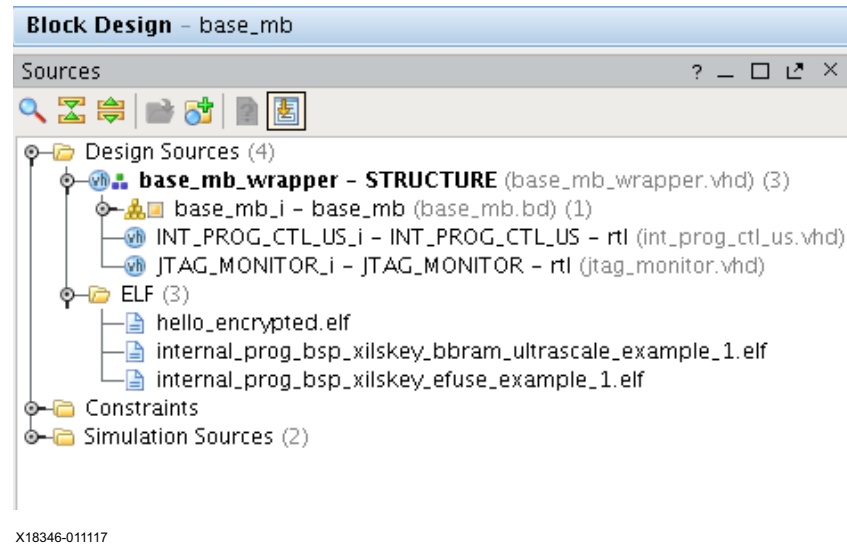 Block Design – base_mb
Sources
Design Sources (4)
base_mb_wrapper – STRUCTURE (base_mb_wrapper.vhd) (3)
base_mb_i – base_mb (base_mb.bd) (1)
INT_PROG_CTL_US_i – INT_PROG_CTL_US – rtl (int_prog_ctl_us.vhd)
JTAG_MONITOR_i – JTAG_MONITOR – rtl (jtag_monitor.vhd)
ELF (3)
hello_encrypted.elf
internal_prog_bsp_xilskey_bbram_ultrascale_example_1.elf
internal_prog_bsp_xilskey_efuse_example_1.elf
Constraints
Simulation Sources (2)
X18346-011117